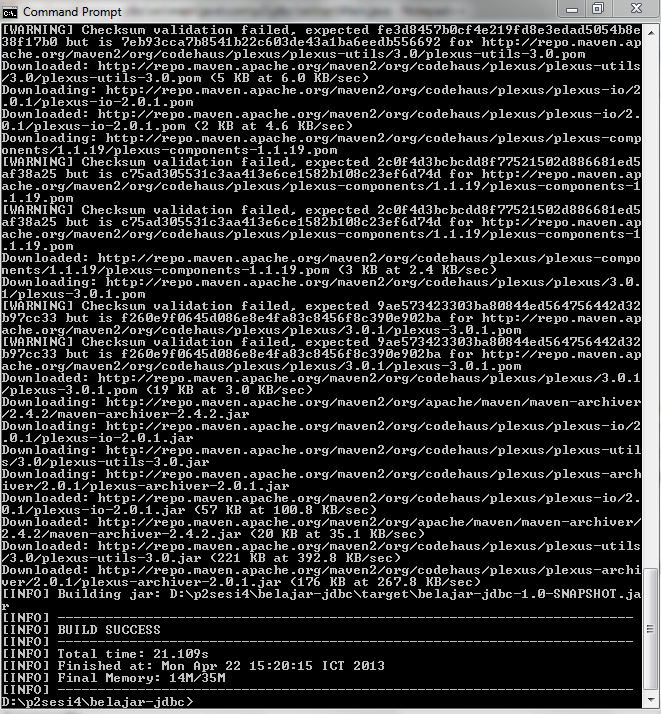 Command Prompt
[WARNING] Checksum validation failed, expected fe3d8457b0cf4e219fd8e3edad5054b8e
38f17b0 but is 7eb93cca7b8541b22c603de43a1ba6eedb556692 for http://repo.maven.ap
ache.org/maven2/org/codehaus/plexus/plexus-utils/3.0/plexus-utils-3.0.pom
Downloaded: http://repo.maven.apache.org/maven2/org/codehaus/plexus/plexus-utils
/3.0/plexus-utils-3.0.pom (5 KB at 6.0 KB/sec)
Downloading: http://repo.maven.apache.org/maven2/org/codehaus/plexus/plexus-io/2
.0.1/plexus-io-2.0.1.pom
Downloaded: http://repo.maven.apache.org/maven2/org/codehaus/plexus/plexus-io/2.
0.1/plexus-io-2.0.1.pom (2 KB at 4.6 KB/sec)
Downloading: http://repo.maven.apache.org/maven2/org/codehaus/plexus/plexus-comp
onents/1.1.19/plexus-components-1.1.19.pom
[WARNING] Checksum validation failed, expected 2c0f4d3bcbcdd8f77521502d886681ed5
af38a25 but is c75ad305531c3aa413e6ce1582b108c23ef6d74d for http://repo.maven.ap
ache.org/maven2/org/codehaus/plexus/plexus-components/1.1.19/plexus-components-1
.1.19.pom
[WARNING] Checksum validation failed, expected 2c0f4d3bcbcdd8f77521502d886681ed5
af38a25 but is c75ad305531c3aa413e6ce1582b108c23ef6d74d for http://repo.maven.ap
ache.org/maven2/org/codehaus/plexus/plexus-components/1.1.19/plexus-components-1
.1.19.pom
Downloaded: http://repo.maven.apache.org/maven2/org/codehaus/plexus/plexus-compo
nents/1.1.19/plexus-components-1.1.19.pom (3 KB at 2.4 KB/sec)
Downloading: http://repo.maven.apache.org/maven2/org/codehaus/plexus/plexus/3.0.
1/plexus-3.0.1.pom
[WARNING] Checksum validation failed, expected 9ae573423303ba80844ed564756442d32
b97cc33 but is f260e9f0645d086e8e4fa83c8456f8c390e902ba for http://repo.maven.ap
ache.org/maven2/org/codehaus/plexus/plexus/3.0.1/plexus-3.0.1.pom
[WARNING] Checksum validation failed, expected 9ae573423303ba80844ed564756442d32
b97cc33 but is f260e9f0645d086e8e4fa83c8456f8c390e902ba for http://repo.maven.ap
ache.org/maven2/org/codehaus/plexus/plexus/3.0.1/plexus-3.0.1.pom
Downloaded: http://repo.maven.apache.org/maven2/org/codehaus/plexus/plexus/3.0.1
/plexus-3.0.1.pom (19 KB at 3.0 KB/sec)
Downloading: http://repo.maven.apache.org/maven2/org/apache/maven/maven-archiver
/2.4.2/maven-archiver-2.4.2.jar
Downloading: http://repo.maven.apache.org/maven2/org/codehaus/plexus/plexus-io/2
.0.1/plexus-io-2.0.1.jar
Downloading: http://repo.maven.apache.org/maven2/org/codehaus/plexus/plexus-util
s/3.0/plexus-utils-3.0.jar
Downloading: http://repo.maven.apache.org/maven2/org/codehaus/plexus/plexus-arch
iver/2.0.1/plexus-archiver-2.0.1.jar
Downloaded: http://repo.maven.apache.org/maven2/org/codehaus/plexus/plexus-io/2.
0.1/plexus-io-2.0.1.jar (57 KB at 100.8 KB/sec)
Downloaded: http://repo.maven.apache.org/maven2/org/apache/maven/maven-archiver/
2.4.2/maven-archiver-2.4.2.jar (20 KB at 35.1 KB/sec)
Downloaded: http://repo.maven.apache.org/maven2/org/codehaus/plexus/plexus-utils
/3.0/plexus-utils-3.0.jar (221 KB at 392.8 KB/sec)
Downloaded: http://repo.maven.apache.org/maven2/org/codehaus/plexus/plexus-archi
ver/2.0.1/plexus-archiver-2.0.1.jar (176 KB at 267.8 KB/sec)
[INFO] Building jar: D:\p2sesi4\belajar-jdbc\target\belajar-jdbc-1.0-SNAPSHOT.ja
r
[INFO] ------------------------------------------------------------------------
[INFO] BUILD SUCCESS
[INFO] ------------------------------------------------------------------------
[INFO] Total time: 21.109s
[INFO] Finished at: Mon Apr 22 15:20:15 ICT 2013
[INFO] Final Memory: 14M/35M
[INFO] ------------------------------------------------------------------------
D:\p2sesi4\belajar-jdbc>